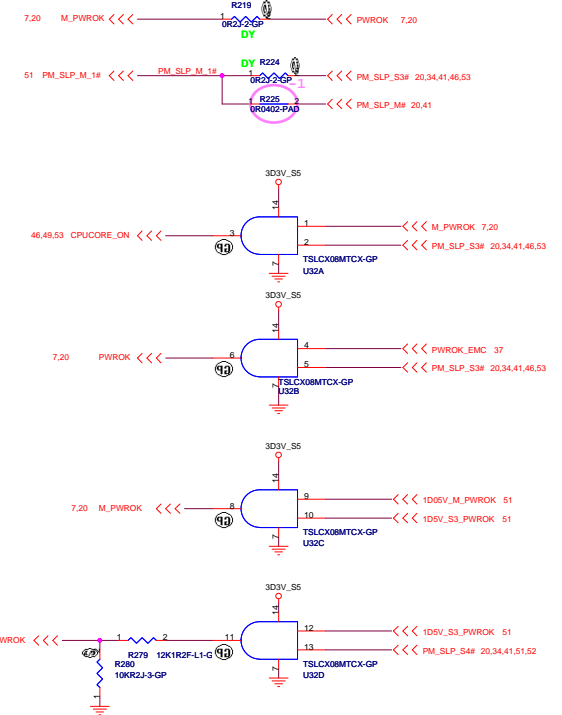 R219
7,20 M_PWROK 1 PWROK 7,20
0R2J-2-GP
DY
DY R224
51 PM_SLP_M_1# PM_SLP_M_1# 1 PM_SLP_S3# 20,34,41,46,53
0R2J-2-GP
-1
R225
1 2 PM_SLP_M# 20,41
0R0402-PAD
3D3V_S5
14
1 M_PWROK 7,20
46,49,53 CPUCORE_ON 3
2 PM_SLP_S3# 20,34,41,46,53
7 TSLCX08MTCX-GP
U32A
3D3V_S5
14
4 PWROK_EMC 37
7,20 PWROK 6
5 PM_SLP_S3# 20,34,41,46,53
7 TSLCX08MTCX-GP
U32B
3D3V_S5
14
9 1D05V_M_PWROK 51
7,20 M_PWROK 8
10 1D5V_S3_PWROK 51
7 TSLCX08MTCX-GP
U32C
3D3V_S5
14
12 1D5V_S3_PWROK 51
WROK 1 2 11
13 PM_SLP_S4# 20,34,41,51,52
R279 12K1R2F-L1-G
7 TSLCX08MTCX-GP
U32D
R280
10KR2J-3-GP
1